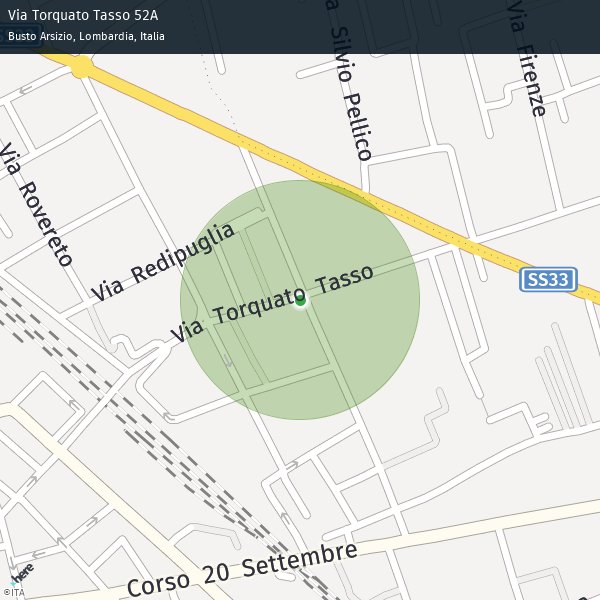 Via Torquato Tasso 52A
Busto Arsizio, Lombardia, Italia
Silvio Pellico
Via Firenze
Via Rovereto
Via Redipuglia
Via Torquato Tasso
SS33
Corso 20 Settembre
here
©ITA